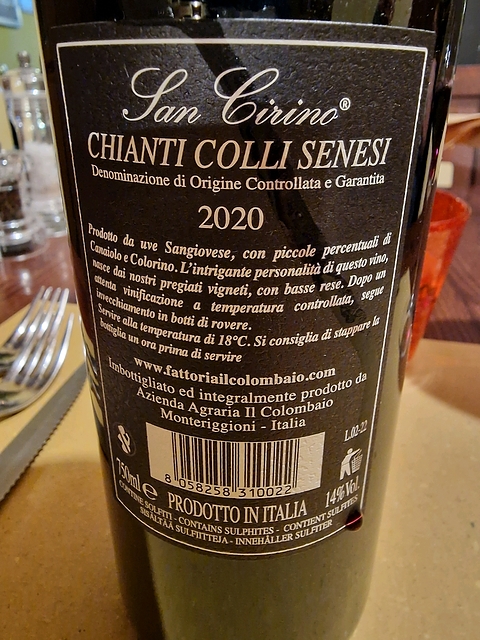 San Cirino®
CHIANTI COLLI SENESI
Denominazione di Origine Controllata e Garantita
2020
Prodotto da uve Sangiovese, con piccole percentuali di
Canaiolo e Colorino. L'intrigante personalità di questo vino,
nasce dai nostri pregiati vigneti, con basse rese. Dopo un
attenta vinificazione a temperatura controllata, segue
invecchiamento in botti di rovere.
Servire alla temperatura di 18°C. Si consiglia di stappare la
bottiglia un ora prima di servire
www.fattoriailcolombaio.com
Imbottigliato ed integralmente prodotto da
Azienda Agraria Il Colombaio
Monteriggioni - Italia
L.02-22
8 058258 310022
750ml e
14%Vol.
PRODOTTO IN ITALIA
CONTINE SOLFITI - CONTAINS SULPHITES - CONTIENT SULFITES
SISÄLTÄÄ SULFIITTEJA - INNEHÅLLER SULFITER